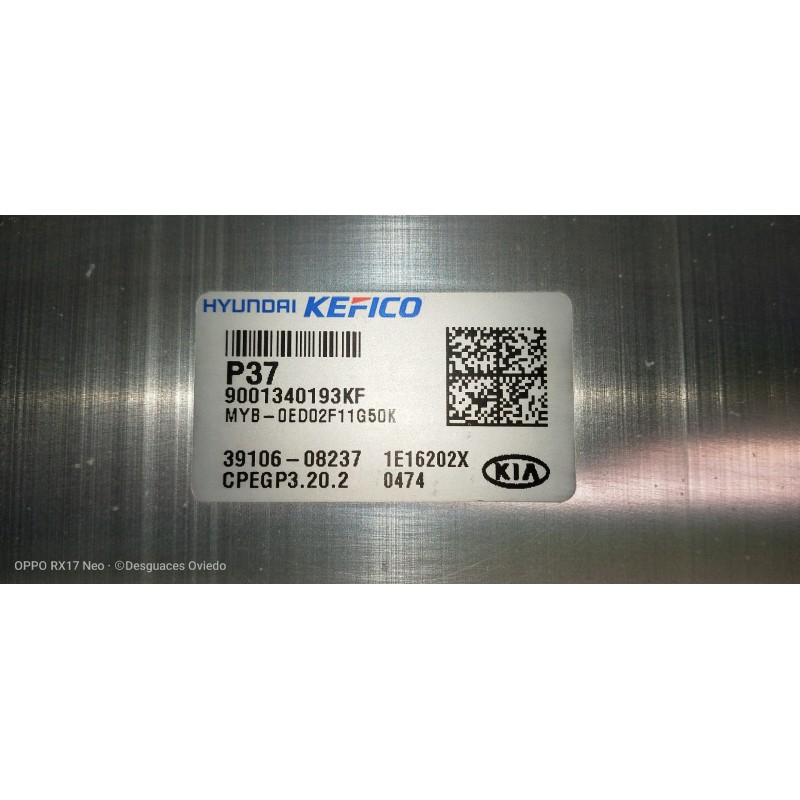 HYUNDAI KEFICO
P37
9001340193KF
MYB-0ED02F11G50K
39106-08237 1E16202X
CPEGP3.20.2 0474
KIA
OPPO RX17 Neo · ©Desguaces Oviedo